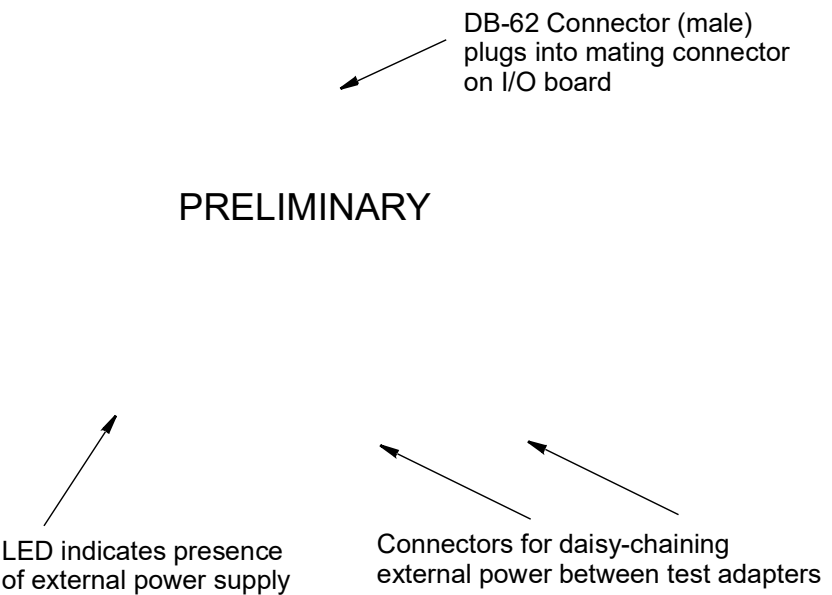 DB-62 Connector (male)
plugs into mating connector
on I/O board
PRELIMINARY
LED indicates presence
of external power supply
Connectors for daisy-chaining
external power between test adapters